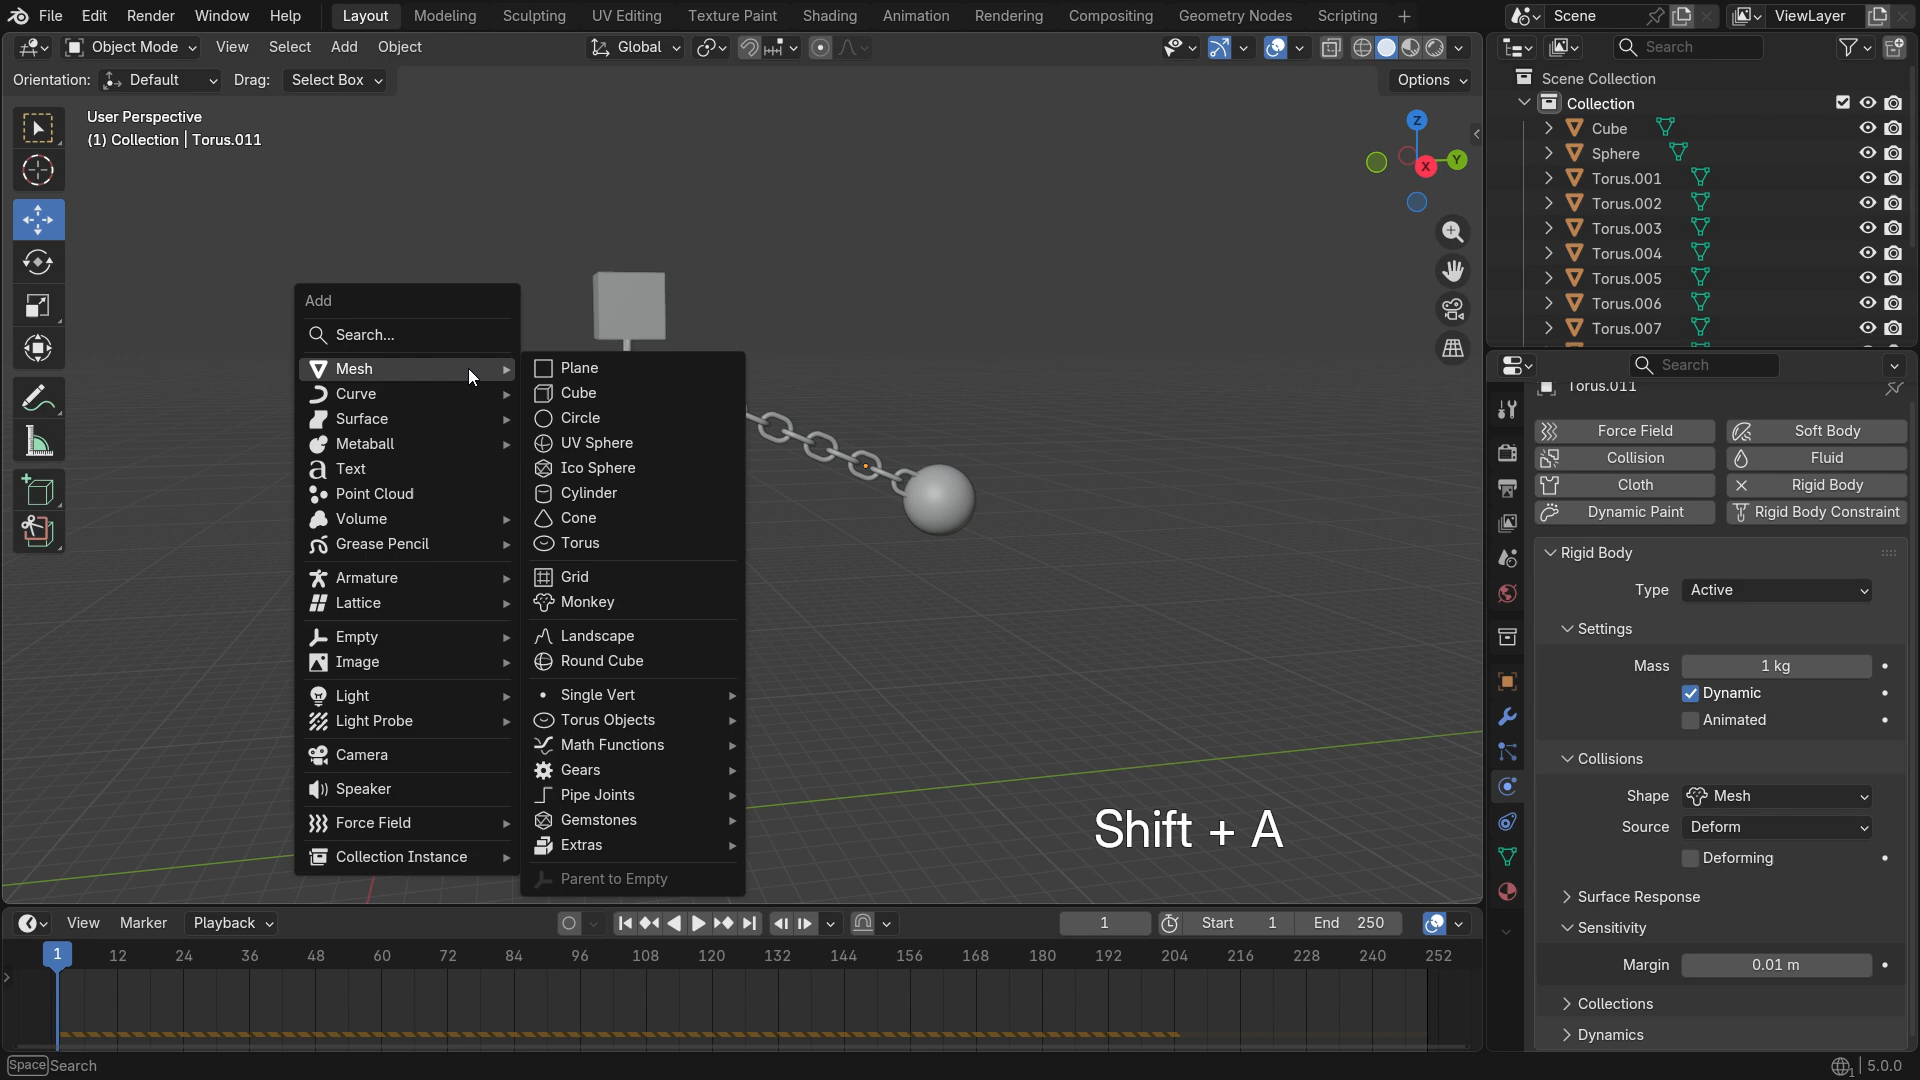 File Edit Render Window Help Layout Modeling Sculpting UV Editing Texture Paint Shading Animation Rendering Compositing Geometry Nodes Scripting Scene ViewLayer
Object Mode View Select Add Object Global Search
Orientation: Default Drag: Select Box Options
User Perspective
(1) Collection | Torus.011
Z
Y
X
Add
Search...
Mesh
Curve
Surface
Metaball
Text
Point Cloud
Volume
Grease Pencil
Armature
Lattice
Empty
Image
Light
Light Probe
Camera
Speaker
Force Field
Collection Instance
Plane
Cube
Circle
UV Sphere
Ico Sphere
Cylinder
Cone
Torus
Grid
Monkey
Landscape
Round Cube
Single Vert
Torus Objects
Math Functions
Gears
Pipe Joints
Gemstones
Extras
Parent to Empty
Shift + A
Scene Collection
Collection
Cube
Sphere
Torus.001
Torus.002
Torus.003
Torus.004
Torus.005
Torus.006
Torus.007
Search
Torus.011
Force Field Soft Body
Collision Fluid
Cloth Rigid Body
Dynamic Paint Rigid Body Constraint
Rigid Body
Type Active
Settings
Mass 1 kg
Dynamic
Animated
Collisions
Shape Mesh
Source Deform
Deforming
Surface Response
Sensitivity
Margin 0.01 m
Collections
Dynamics
View Marker Playback 1 Start 1 End 250
1 12 24 36 48 60 72 84 96 108 120 132 144 156 168 180 192 204 216 228 240 252
Space Search 5.0.0